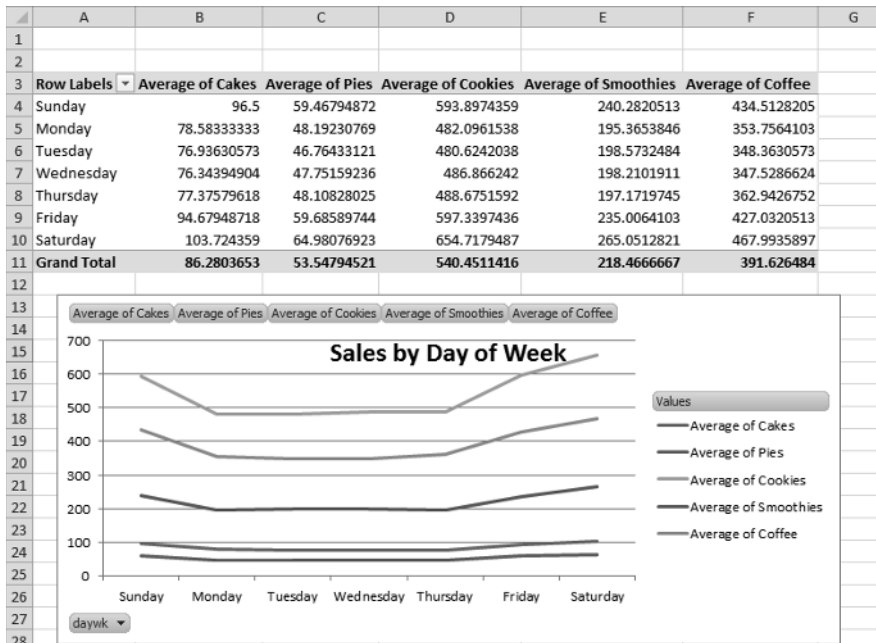 A B C D E F G
1
2
3 Row Labels Average of Cakes Average of Pies Average of Cookies Average of Smoothies Average of Coffee
4 Sunday 96.5 59.46794872 593.8974359 240.2820513 434.5128205
5 Monday 78.58333333 48.19230769 482.0961538 195.3653846 353.7564103
6 Tuesday 76.93630573 46.76433121 480.6242038 198.5732484 348.3630573
7 Wednesday 76.34394904 47.75159236 486.866242 198.2101911 347.5286624
8 Thursday 77.37579618 48.10828025 488.6751592 197.1719745 362.9426752
9 Friday 94.67948718 59.68589744 597.3397436 235.0064103 427.0320513
10 Saturday 103.724359 64.98076923 654.7179487 265.0512821 467.9935897
11 Grand Total 86.2803653 53.54794521 540.4511416 218.4666667 391.626484
12
13 Average of Cakes Average of Pies Average of Cookies Average of Smoothies Average of Coffee
14
15
16
17
18
19
20
21
22
23
24
25
26
27
28
Sales by Day of Week
700
600
500
400
300
200
100
0
Sunday Monday Tuesday Wednesday Thursday Friday Saturday
Values
Average of Cakes
Average of Pies
Average of Cookies
Average of Smoothies
Average of Coffee
daywk